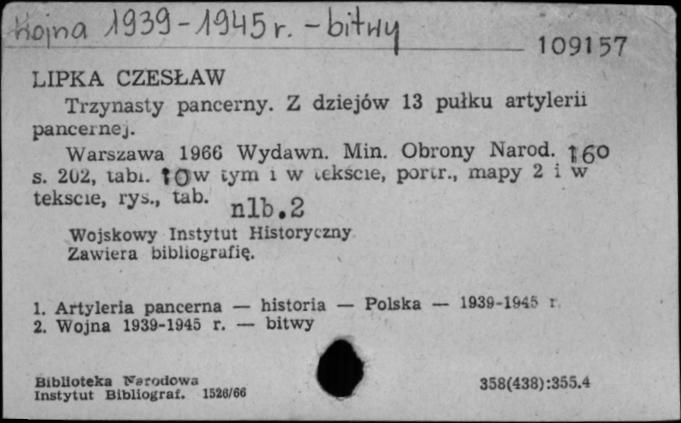 Wojna 1939-1945 r. - bitwy
109157
LIPKA CZESŁAW
Trzynasty pancerny. Z dziejów 13 pułku artylerii
pancernej.
Warszawa 1966 Wydawn. Min. Obrony Narod. 160
s. 202, tabl. 10 w tym 1 w tekście, portr., mapy 2 i w
tekscie, rys., tab.
nlb.2
Wojskowy Instytut Historyczny
Zawiera bibliografię.
1. Artyleria pancerna — historia — Polska — 1939-1945 r
2. Wojna 1939-1945 r. — bitwy
Biblioteka Narodowa
Instytut Bibliograf. 1526/66
358(438):355.4